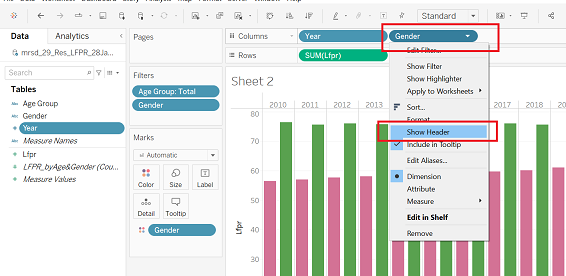 Standard
Data
Analytics
Pages
Columns
Year
Gender
Rows
SUM(Lfpr)
mrsd_29_Res_LFPR_28Ja...
Search
Filters
Age Group: Total
Gender
Tables
Abc Age Group
Abc Gender
Year
Abc Measure Names
Lfpr
LFPR_byAge&Gender (Cou...
Measure Values
Marks
Automatic
Color
Size
Label
Detail
Tooltip
Gender
Sheet 2
2010
2011
2012
2013
2017
2018
80
70
60
50
40
30
Lfpr
Edit Filter...
Show Filter
Show Highlighter
Apply to Worksheets
Sort...
Format...
Show Header
Include in Tooltip
Edit Aliases...
Dimension
Attribute
Measure
Edit in Shelf
Remove